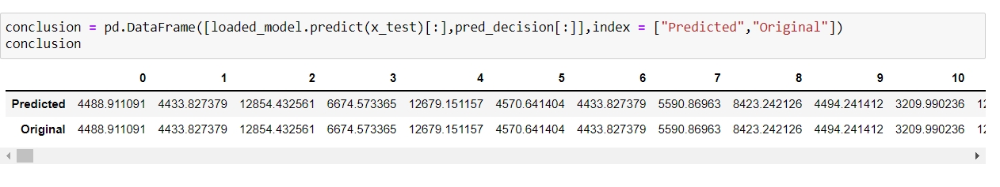 conclusion = pd.DataFrame([loaded_model.predict(x_test)[:],pred_decision[:]],index = ["Predicted","Original"])
conclusion
0 1 2 3 4 5 6 7 8 9 10
Predicted 4488.911091 4433.827379 12854.432561 6674.573365 12679.151157 4570.641404 4433.827379 5590.86963 8423.242126 4494.241412 3209.990236
Original 4488.911091 4433.827379 12854.432561 6674.573365 12679.151157 4570.641404 4433.827379 5590.86963 8423.242126 4494.241412 3209.990236